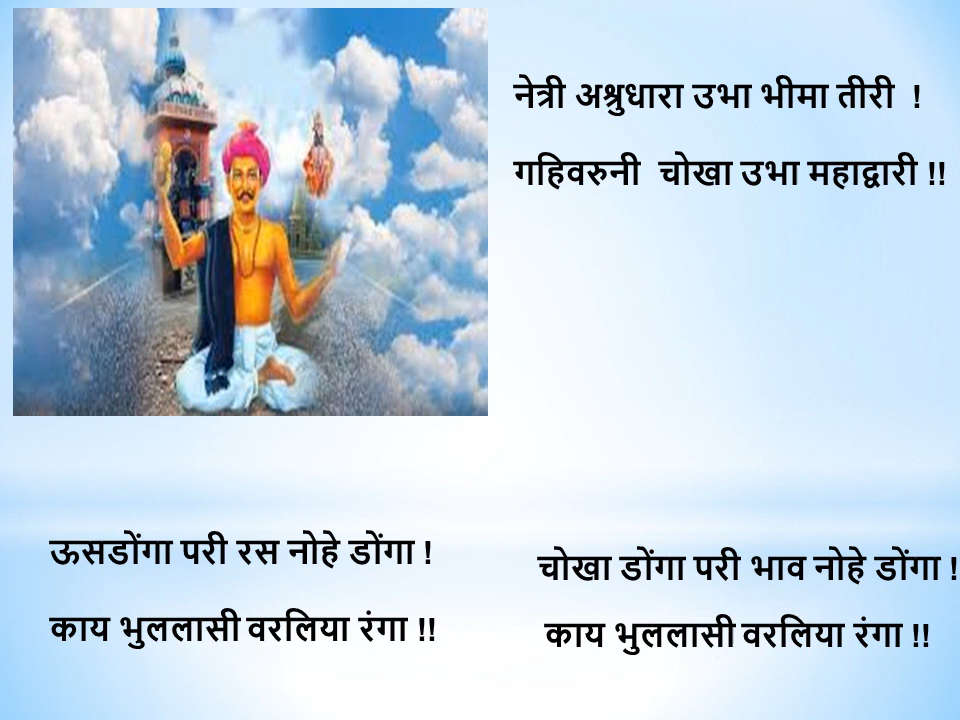 नेत्री अश्रुधारा उभा भीमा तीरी !
गहिवरुनी चोखा उभा महाद्वारी !!
ऊसडोंगा परी रस नोहे डोंगा !
काय भुललासी वरलिया रंगा !!
चोखा डोंगा परी भाव नोहे डोंगा !
काय भुललासी वरलिया रंगा !!